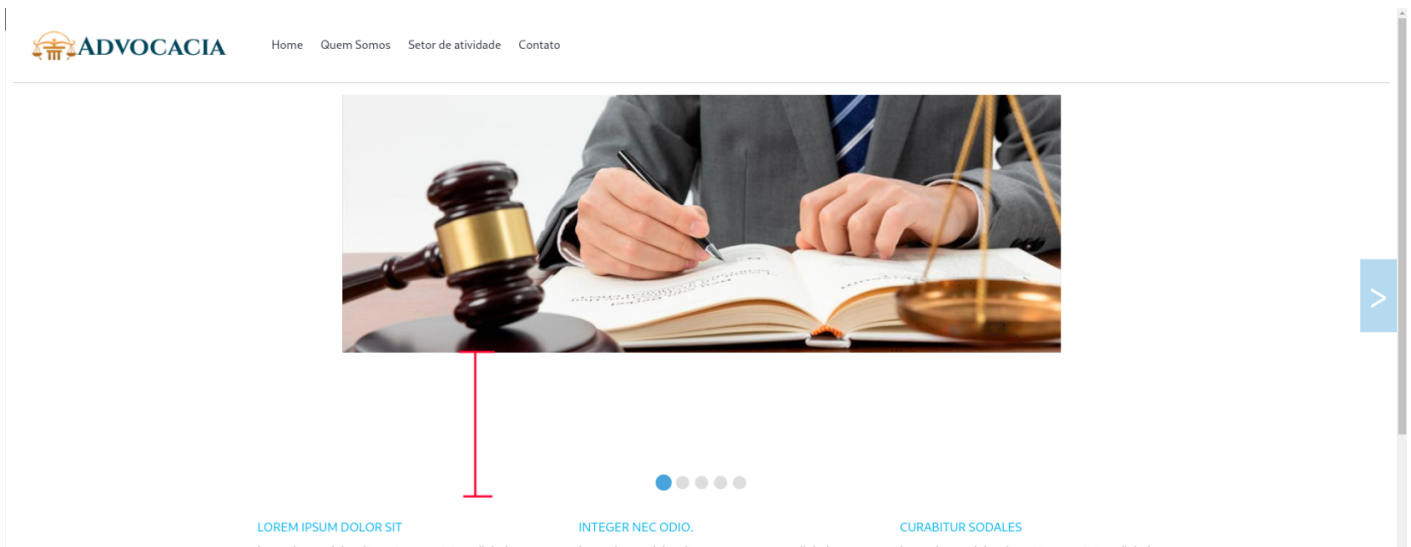 ADVOCACIA
Home Quem Somos Setor de atividade Contato
>
LOREM IPSUM DOLOR SIT INTEGER NEC ODIO. CURABITUR SODALES